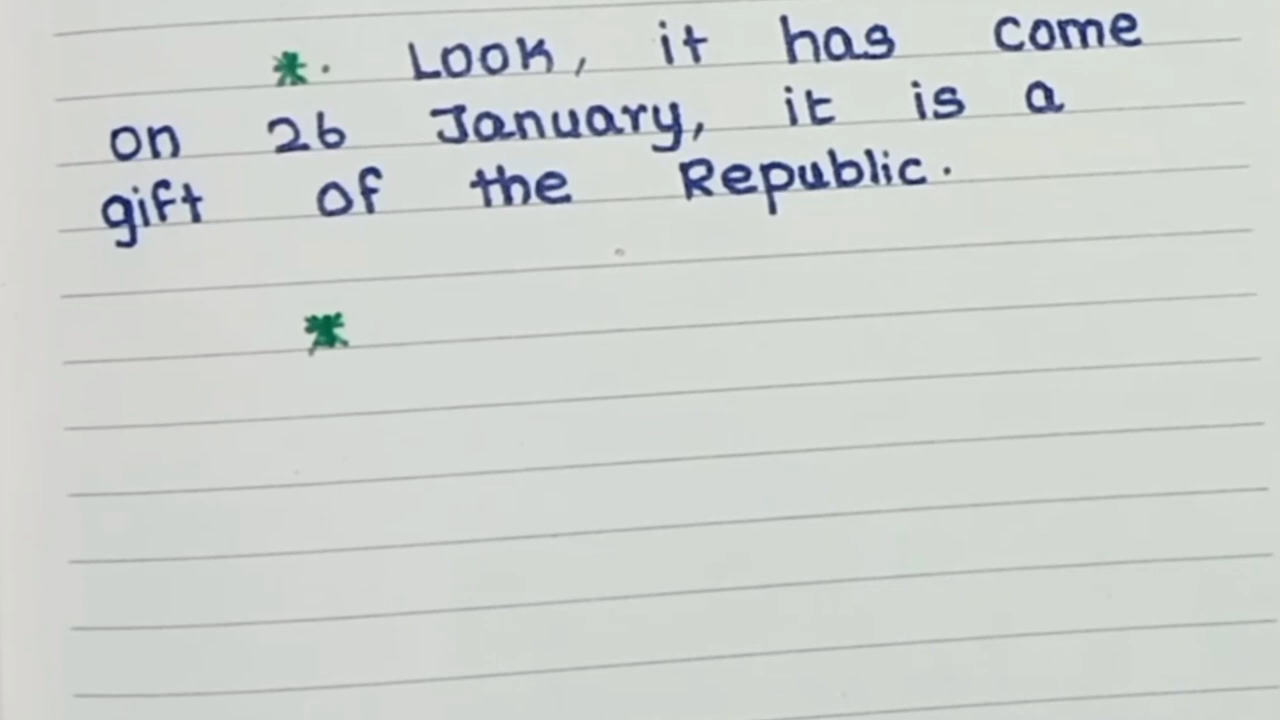 *. Look, it has come
on 26 January, it is a
gift of the Republic.
*